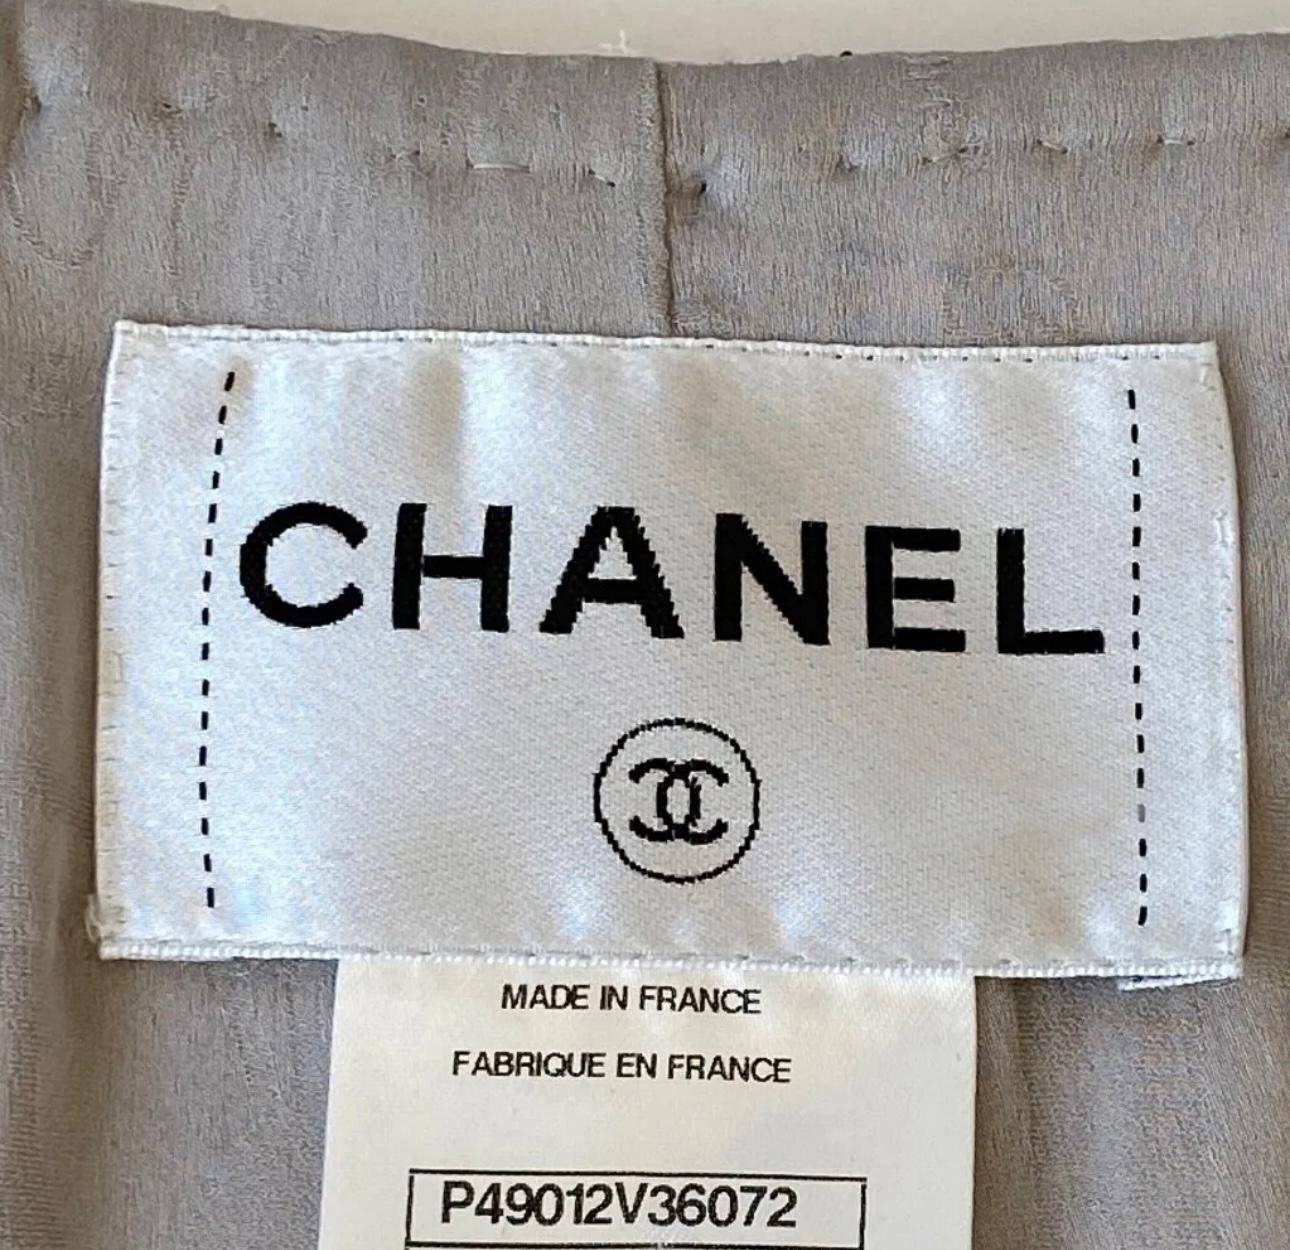 CHANEL
MADE IN FRANCE
FABRIQUE EN FRANCE
P49012V36072